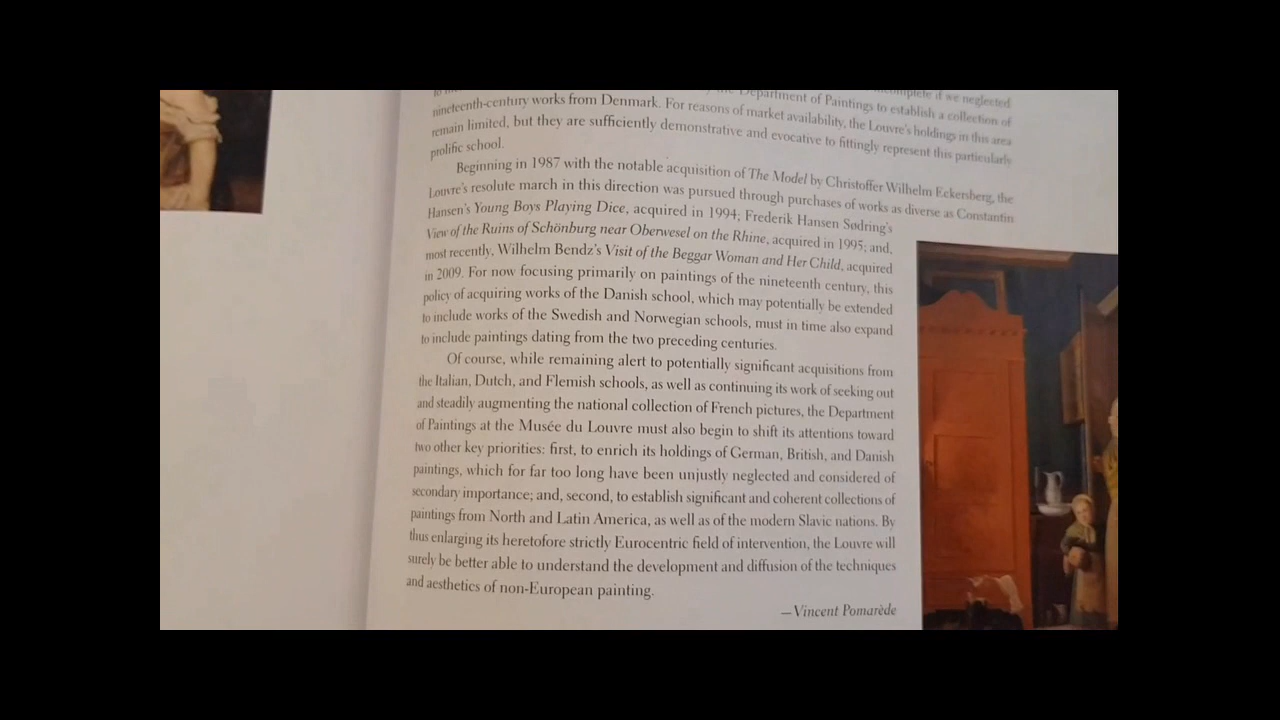 complete if we neglected
Department of Paintings to establish a collection of
nineteenth-century works from Denmark. For reasons of market availability, the Louvre's holdings in this area
remain limited, but they are sufficiently demonstrative and evocative to fittingly represent this particularly
prolific school.
Beginning in 1987 with the notable acquisition of The Model by Christoffer Wilhelm Eckersberg, the
Louvre's resolute march in this direction was pursued through purchases of works as diverse as Constantin
Hansen's Young Boys Playing Dice, acquired in 1994; Frederik Hansen Sødring's
View of the Ruins of Schönburg near Oberwesel on the Rhine, acquired in 1995; and,
most recently, Wilhelm Bendz's Visit of the Beggar Woman and Her Child, acquired
in 2009. For now focusing primarily on paintings of the nineteenth century, this
policy of acquiring works of the Danish school, which may potentially be extended
to include works of the Swedish and Norwegian schools, must in time also expand
to include paintings dating from the two preceding centuries.
Of course, while remaining alert to potentially significant acquisitions from
the Italian, Dutch, and Flemish schools, as well as continuing its work of seeking out
and steadily augmenting the national collection of French pictures, the Department
of Paintings at the Musée du Louvre must also begin to shift its attentions toward
two other key priorities: first, to enrich its holdings of German, British, and Danish
paintings, which for far too long have been unjustly neglected and considered of
secondary importance; and, second, to establish significant and coherent collections of
paintings from North and Latin America, as well as of the modern Slavic nations. By
thus enlarging its heretofore strictly Eurocentric field of intervention, the Louvre will
surely be better able to understand the development and diffusion of the techniques
and aesthetics of non-European painting.
—Vincent Pomarède